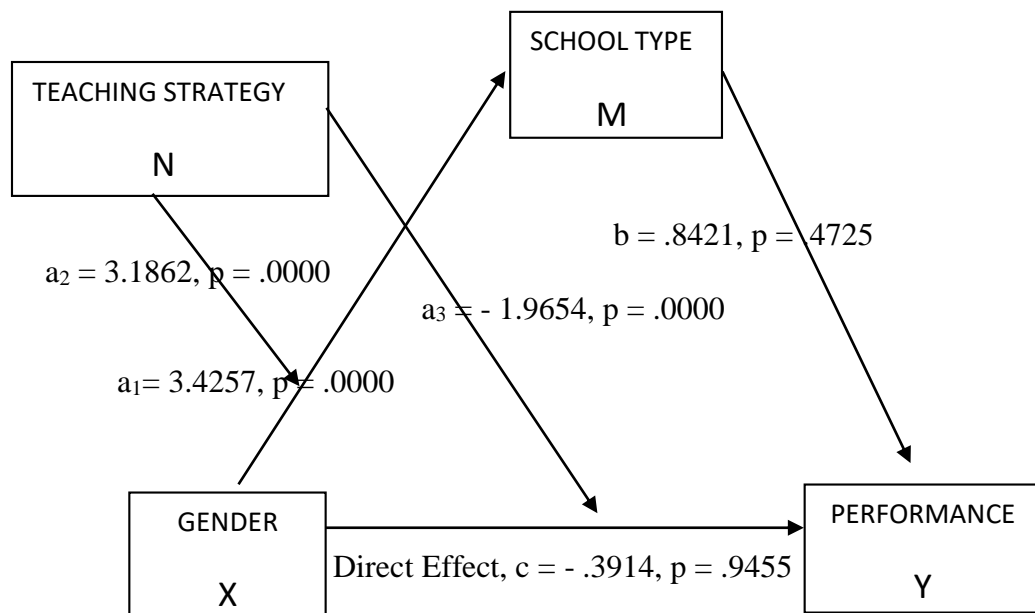 SCHOOL TYPE
M
TEACHING STRATEGY
N
b = .8421, p = .4725
a₂ = 3.1862, p = .0000
a₃ = - 1.9654, p = .0000
a₁= 3.4257, p = .0000
GENDER
X
PERFORMANCE
Y
Direct Effect, c = - .3914, p = .9455